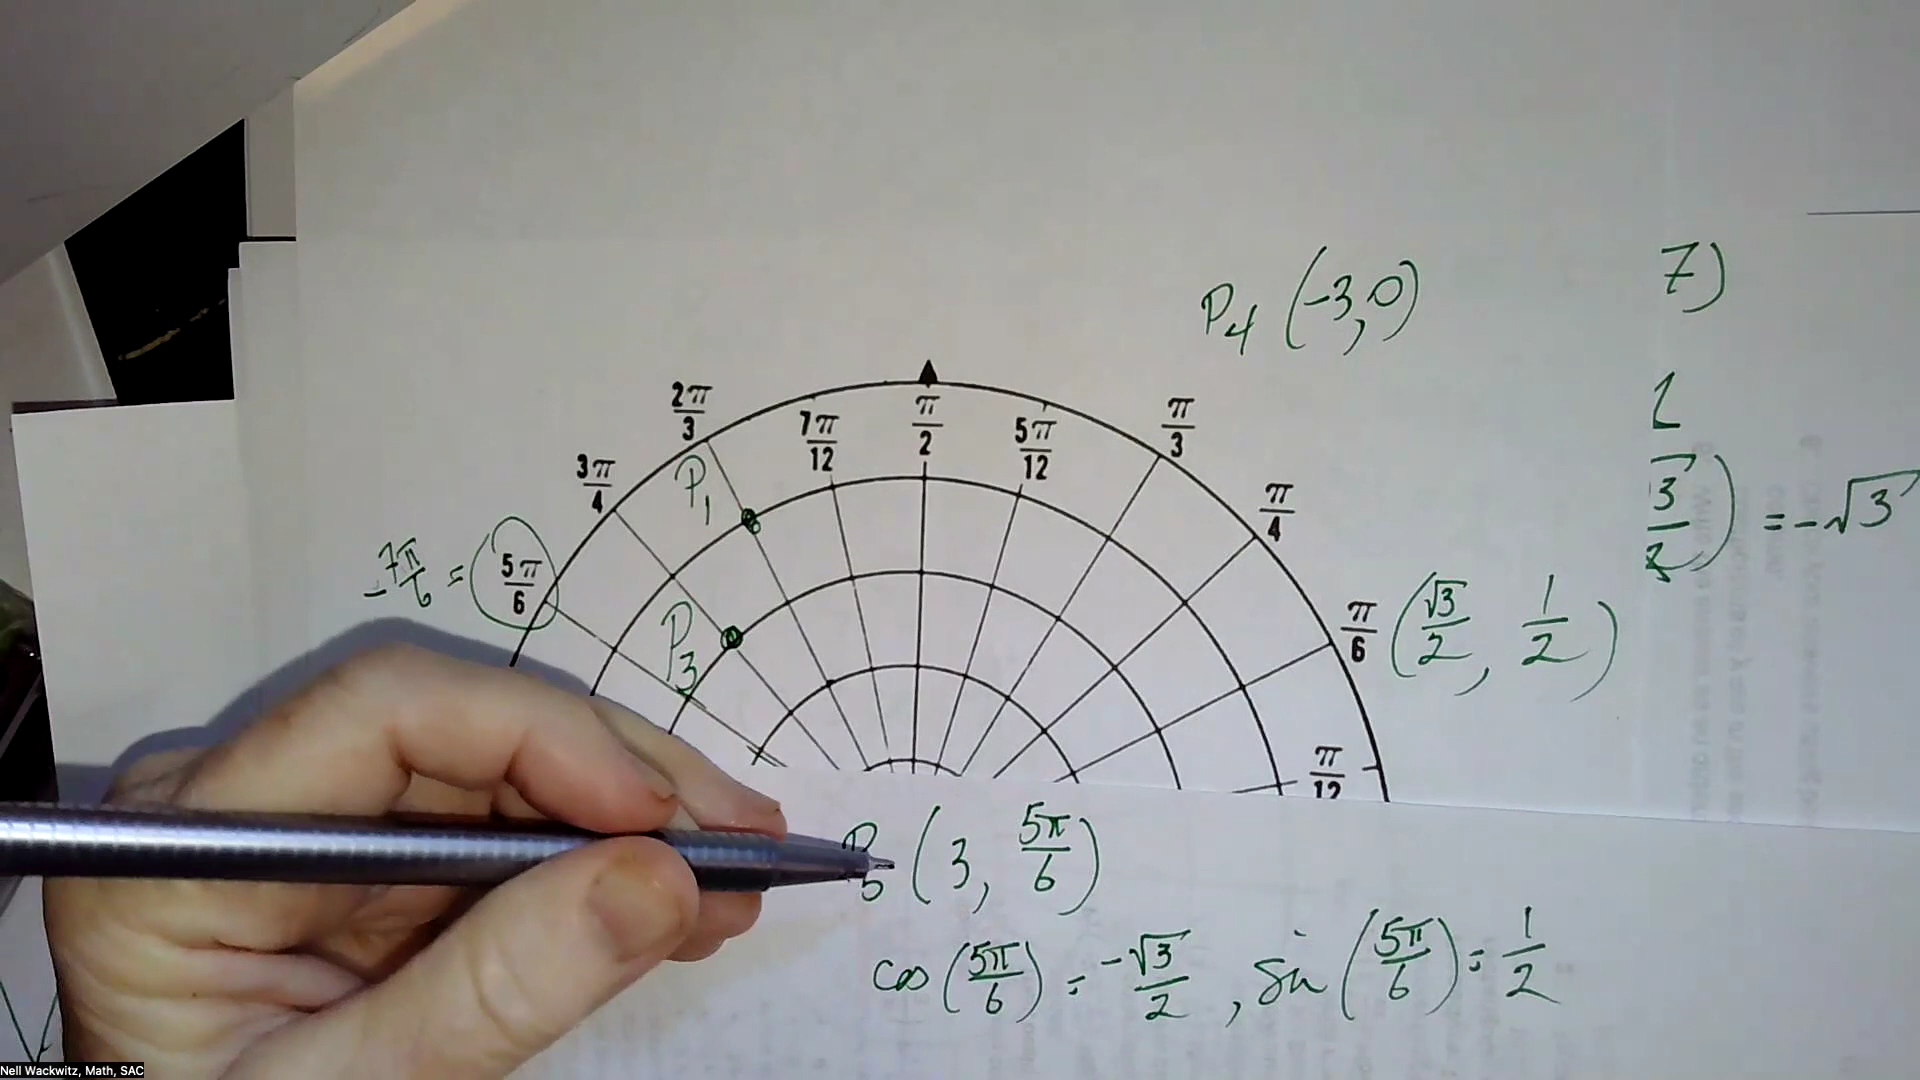 P4 (-3,0)
7)
2π/3
7π/12
π/2
5π/12
π/3
3π/4
π/4
P1
3/2) = -√3
-7π/6 = 5π/6
π/6 (√3/2, 1/2)
P3
π/12
P5 (3, 5π/6)
cos(5π/6) = -√3/2, sin(5π/6) = 1/2
Nell Wackwitz, Math, SAC